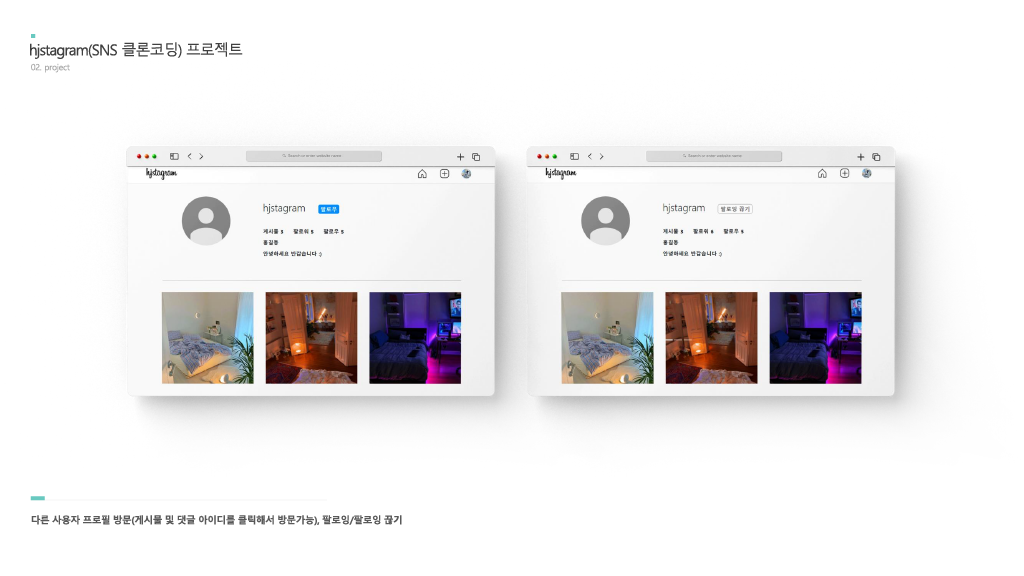 hjstagram(SNS 클론코딩) 프로젝트
02. project
Search or enter website name
hjstagram
hjstagram 팔로우
게시물 3 팔로워 5 팔로우 5
홍길동
안녕하세요 반갑습니다 :)
Search or enter website name
hjstagram
hjstagram 팔로잉 끊기
게시물 3 팔로워 6 팔로우 5
홍길동
안녕하세요 반갑습니다 :)
다른 사용자 프로필 방문(게시물 및 댓글 아이디를 클릭해서 방문가능), 팔로잉/팔로잉 끊기